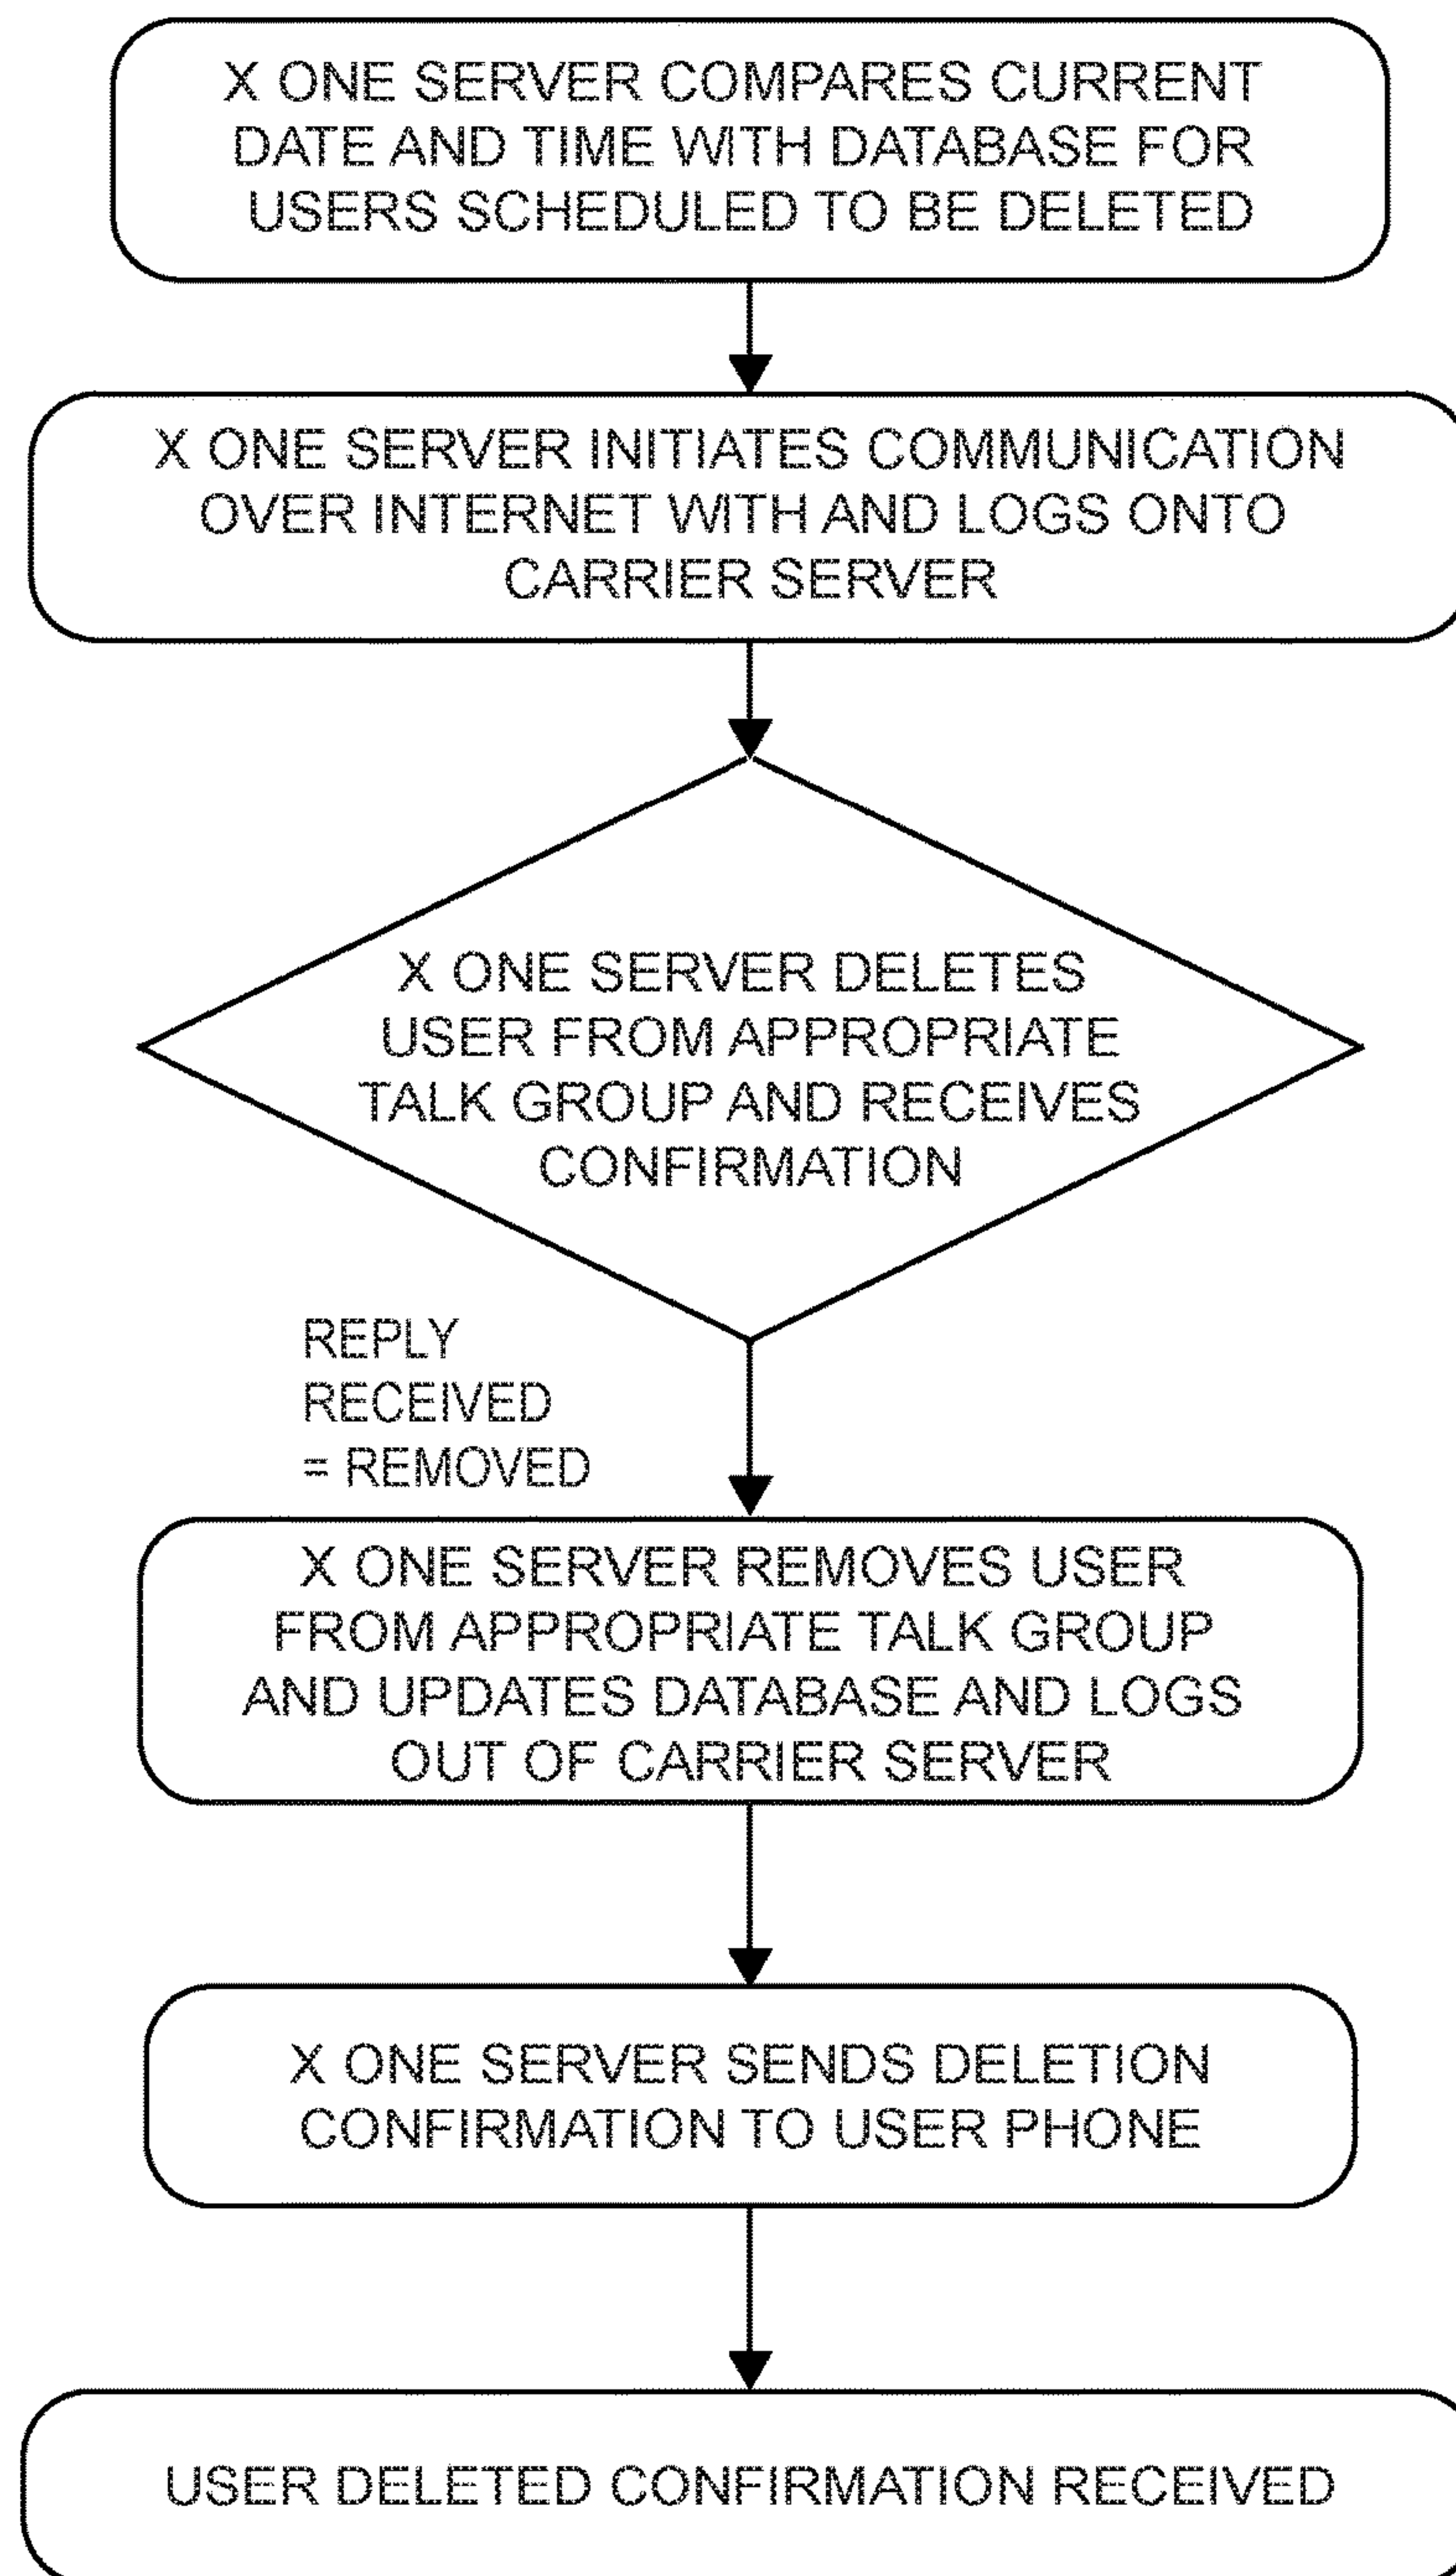 X ONE SERVER COMPARES CURRENT
DATE AND TIME WITH DATABASE FOR
USERS SCHEDULED TO BE DELETED
X ONE SERVER INITIATES COMMUNICATION
OVER INTERNET WITH AND LOGS ONTO
CARRIER SERVER
X ONE SERVER DELETES
USER FROM APPROPRIATE
TALK GROUP AND RECEIVES
CONFIRMATION
REPLY
RECEIVED
= REMOVED
X ONE SERVER REMOVES USER
FROM APPROPRIATE TALK GROUP
AND UPDATES DATABASE AND LOGS
OUT OF CARRIER SERVER
X ONE SERVER SENDS DELETION
CONFIRMATION TO USER PHONE
USER DELETED CONFIRMATION RECEIVED